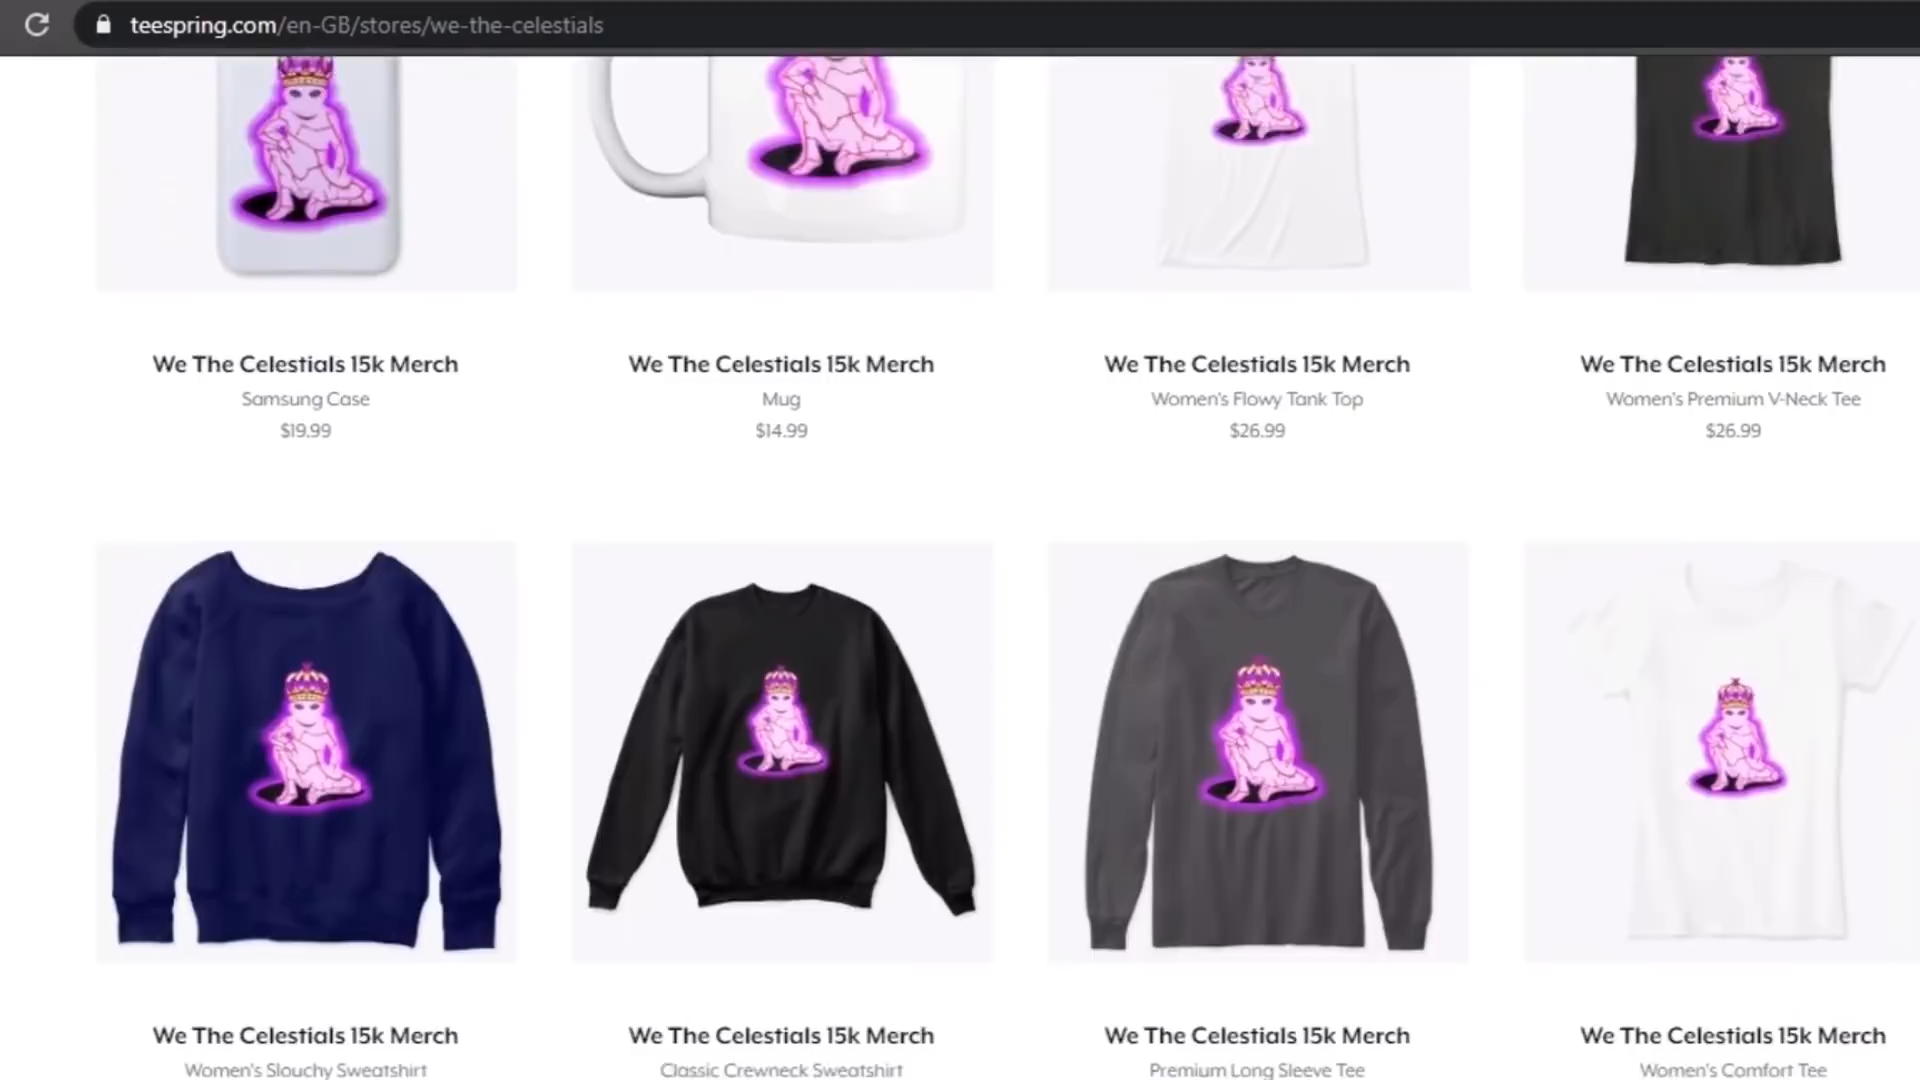 teespring.com/en-GB/stores/we-the-celestials
We The Celestials 15k Merch
Samsung Case
$19.99
We The Celestials 15k Merch
Mug
$14.99
We The Celestials 15k Merch
Women's Flowy Tank Top
$26.99
We The Celestials 15k Merch
Women's Premium V-Neck Tee
$26.99
We The Celestials 15k Merch
Women's Slouchy Sweatshirt
We The Celestials 15k Merch
Classic Crewneck Sweatshirt
We The Celestials 15k Merch
Premium Long Sleeve Tee
We The Celestials 15k Merch
Women's Comfort Tee